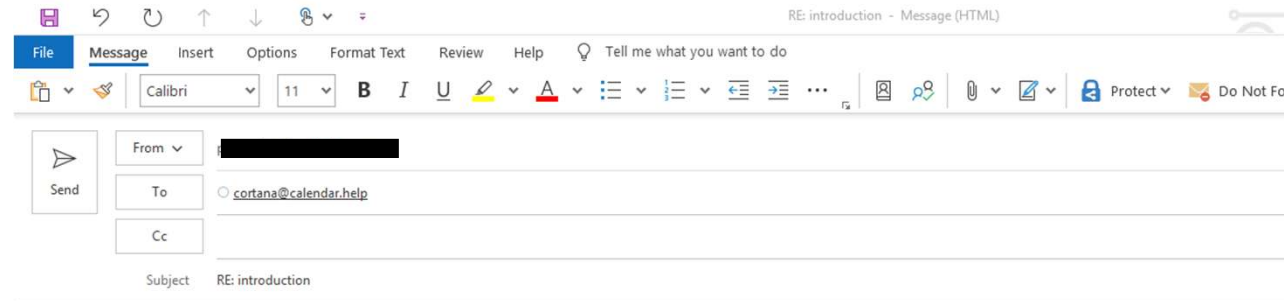 RE: introduction - Message (HTML)
File Message Insert Options Format Text Review Help Tell me what you want to do
Calibri 11 B I U A Protect Do Not Fo
From
Send To cortana@calendar.help
Cc
Subject RE: introduction